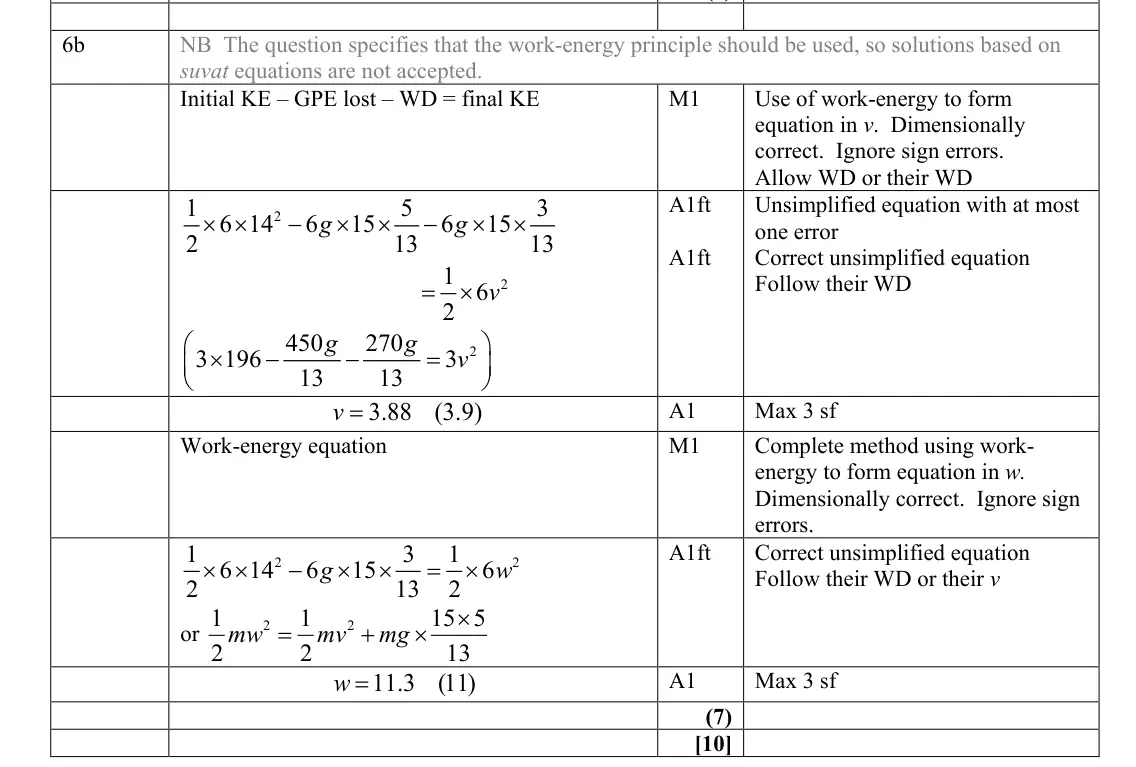 6b
NB The question specifies that the work-energy principle should be used, so solutions based on
suvat equations are not accepted.
Initial KE – GPE lost – WD = final KE
M1
Use of work-energy to form
equation in v. Dimensionally
correct. Ignore sign errors.
Allow WD or their WD
1/2 × 6 × 14² − 6g × 15 × 5/13 − 6g × 15 × 3/13
= 1/2 × 6v²
(3 × 196 − 450g/13 − 270g/13 = 3v²)
A1ft
A1ft
Unsimplified equation with at most
one error
Correct unsimplified equation
Follow their WD
v = 3.88 (3.9)
A1
Max 3 sf
Work-energy equation
M1
Complete method using work-
energy to form equation in w.
Dimensionally correct. Ignore sign
errors.
1/2 × 6 × 14² − 6g × 15 × 3/13 = 1/2 × 6w²
or 1/2 mw² = 1/2 mv² + mg × 15×5/13
A1ft
Correct unsimplified equation
Follow their WD or their v
w = 11.3 (11)
A1
Max 3 sf
(7)
[10]